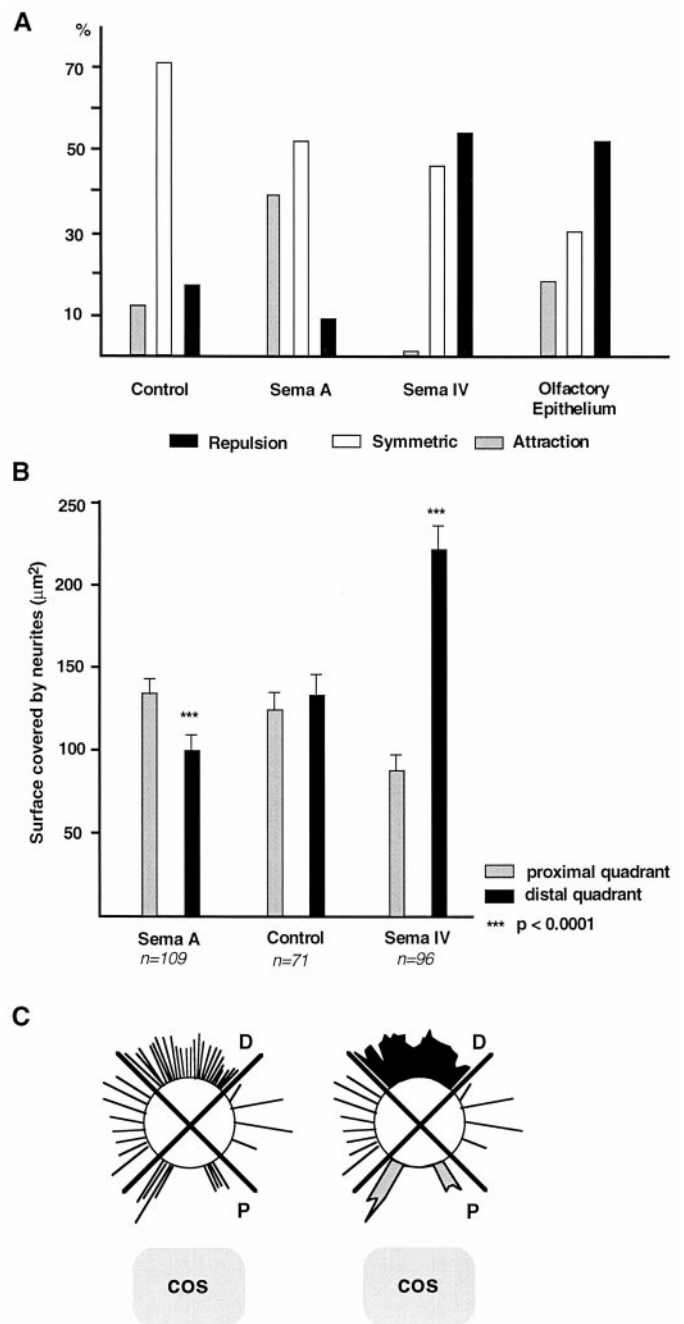 A
%
70
50
30
10
Control Sema A Sema IV Olfactory Epithelium
Repulsion Symmetric Attraction
B
Surface covered by neurites (μm²)
250
200
150
100
50
***
***
proximal quadrant
distal quadrant
*** p < 0.0001
Sema A Control Sema IV
n=109 n=71 n=96
C
D D
P P
COS COS